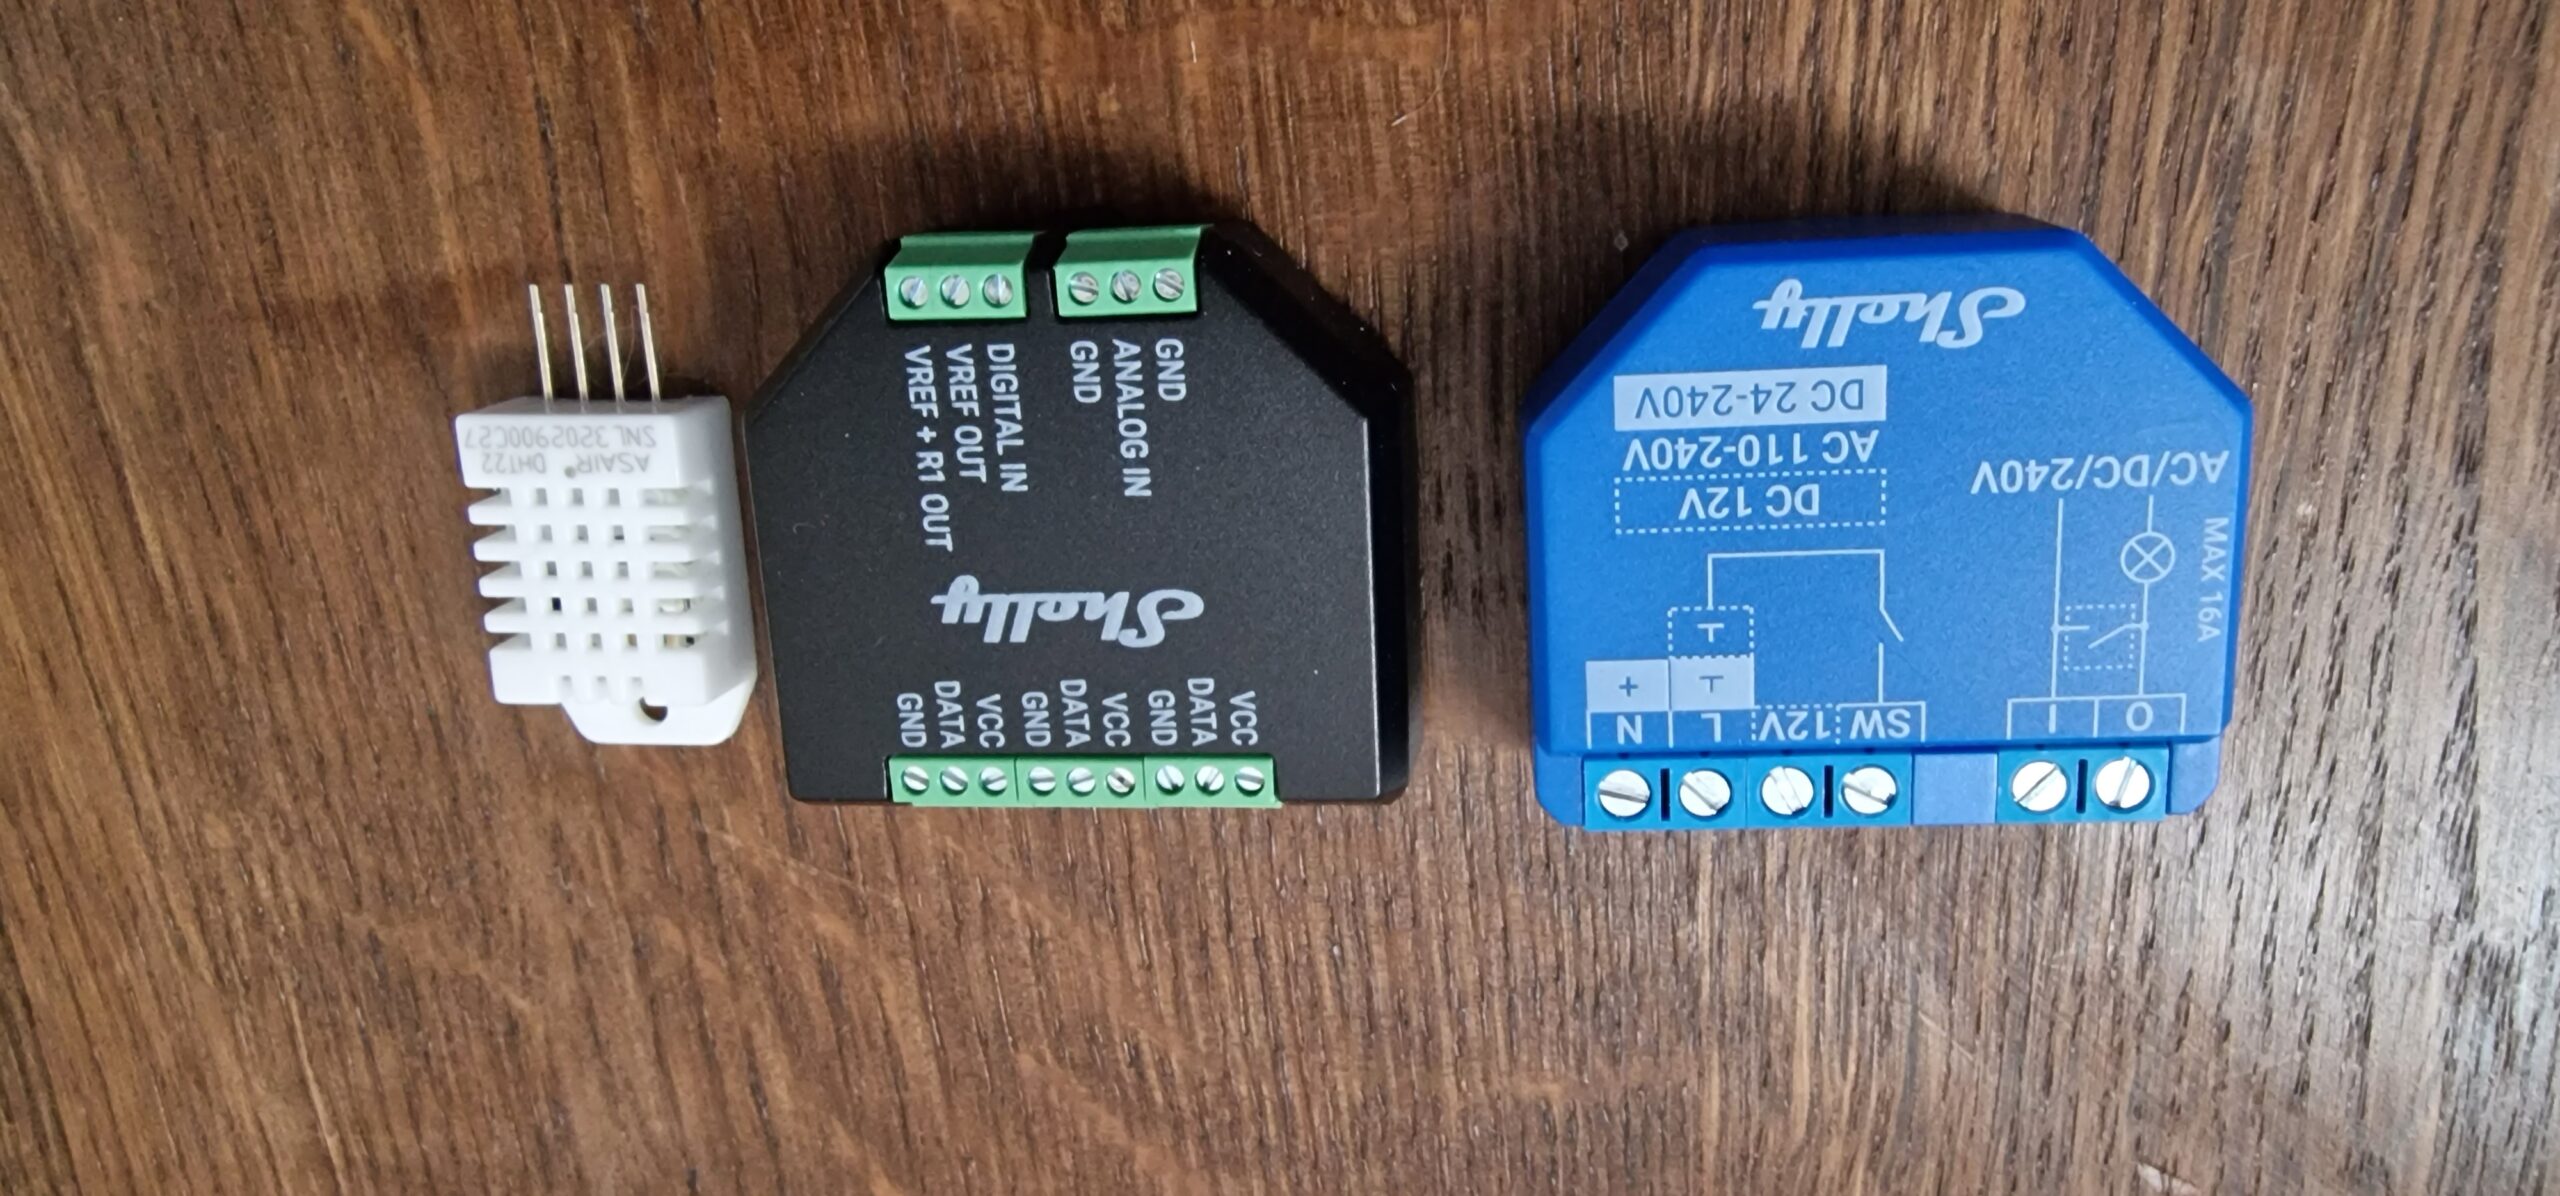 ASAIR® DHT22
SNL3202900C27
VREF + R1 OUT
VREF OUT
DIGITAL IN
GND
ANALOG IN
GND
Shelly
GND
DATA
VCC
GND
DATA
VCC
GND
DATA
VCC
Shelly
DC 24-240V
AC 110-240V
DC 12V
AC/DC/240V
MAX 16A
⊥
+
⊥
N
L
12V
SW
I
O